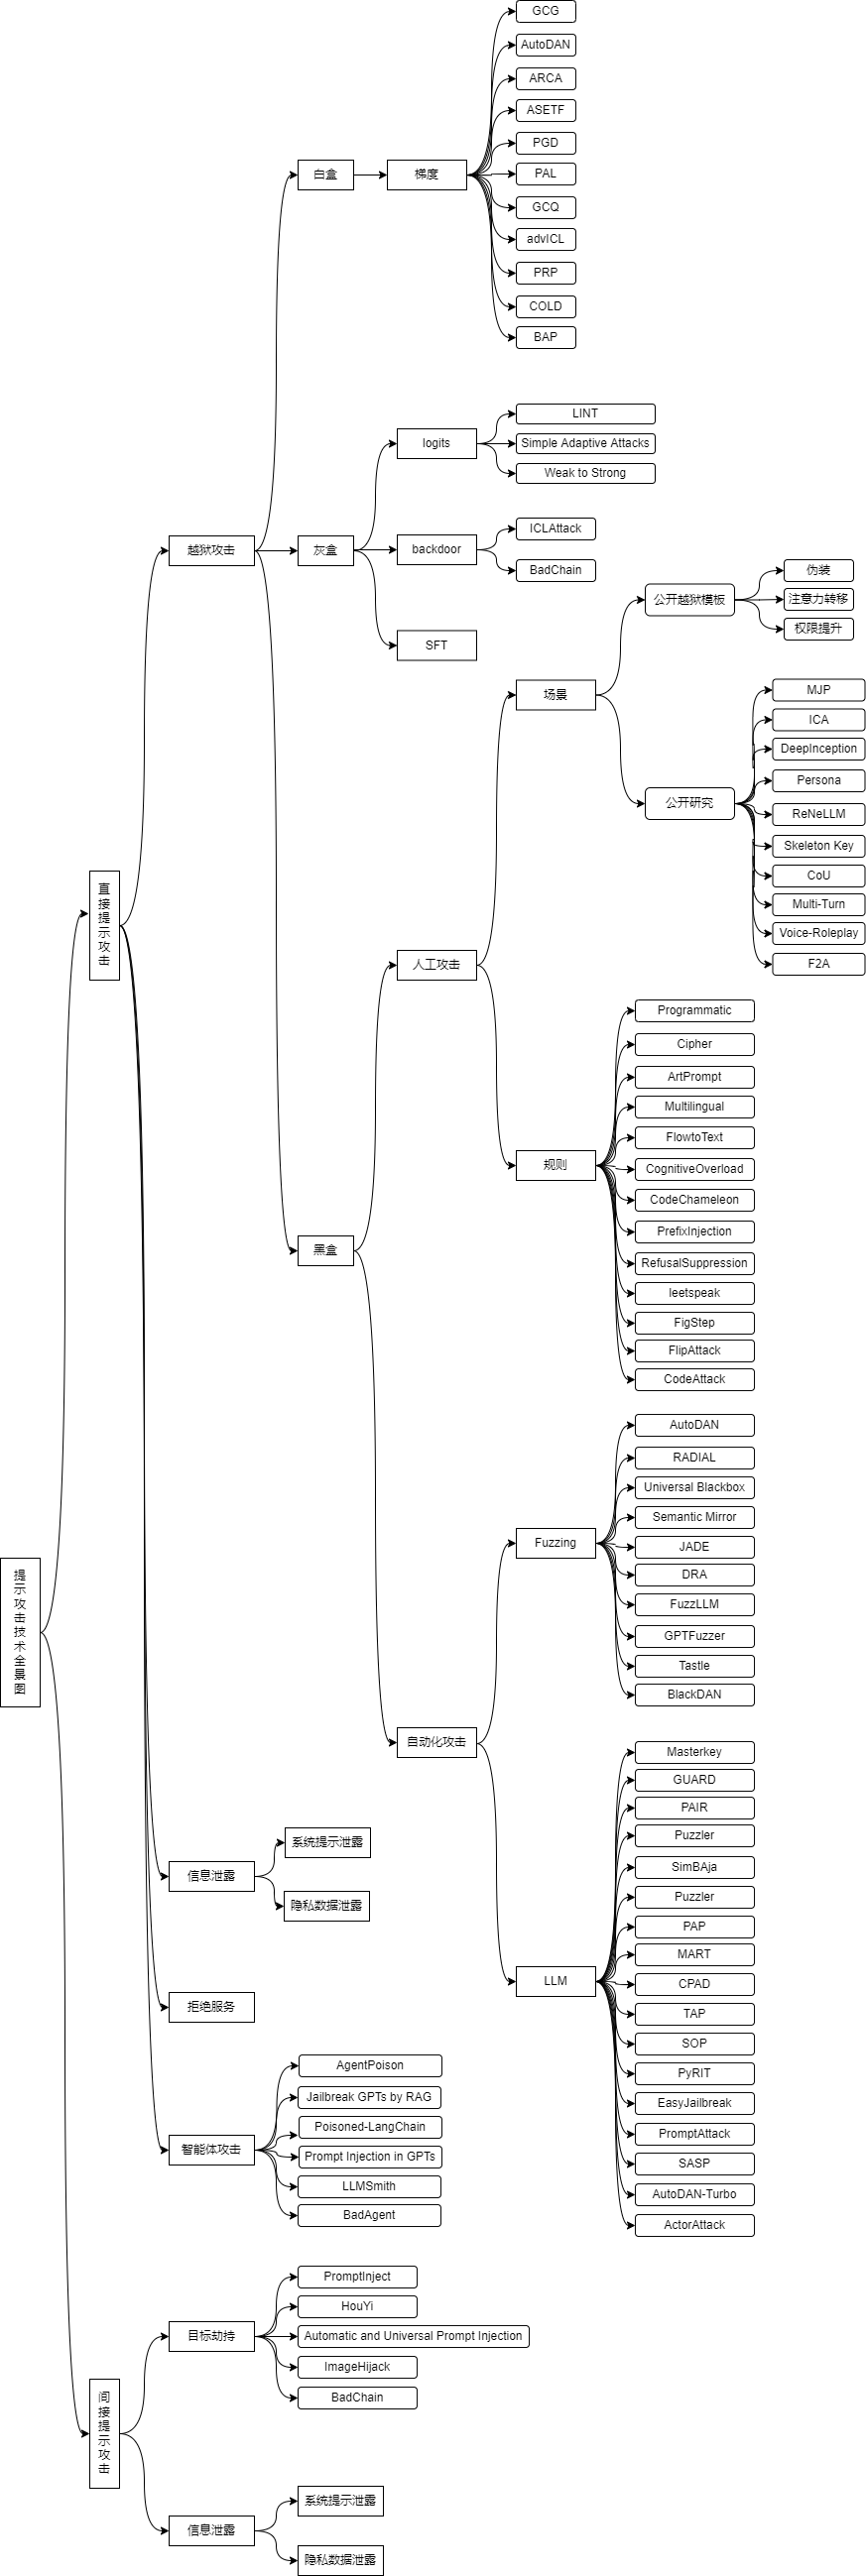 提示攻击技术全景图
直接提示攻击
越狱攻击
白盒
梯度
GCG
AutoDAN
ARCA
ASETF
PGD
PAL
GCQ
advICL
PRP
COLD
BAP
灰盒
logits
LINT
Simple Adaptive Attacks
Weak to Strong
backdoor
ICLAttack
BadChain
SFT
黑盒
人工攻击
场景
公开越狱模板
伪装
注意力转移
权限提升
公开研究
MJP
ICA
DeepInception
Persona
ReNeLLM
Skeleton Key
CoU
Multi-Turn
Voice-Roleplay
F2A
规则
Programmatic
Cipher
ArtPrompt
Multilingual
FlowtoText
CognitiveOverload
CodeChameleon
PrefixInjection
RefusalSuppression
leetspeak
FigStep
FlipAttack
CodeAttack
自动化攻击
Fuzzing
AutoDAN
RADIAL
Universal Blackbox
Semantic Mirror
JADE
DRA
FuzzLLM
GPTFuzzer
Tastle
BlackDAN
LLM
Masterkey
GUARD
PAIR
Puzzler
SimBAja
Puzzler
PAP
MART
CPAD
TAP
SOP
PyRIT
EasyJailbreak
PromptAttack
SASP
AutoDAN-Turbo
ActorAttack
信息泄露
系统提示泄露
隐私数据泄露
拒绝服务
智能体攻击
AgentPoison
Jailbreak GPTs by RAG
Poisoned-LangChain
Prompt Injection in GPTs
LLMSmith
BadAgent
间接提示攻击
目标劫持
PromptInject
HouYi
Automatic and Universal Prompt Injection
ImageHijack
BadChain
信息泄露
系统提示泄露
隐私数据泄露